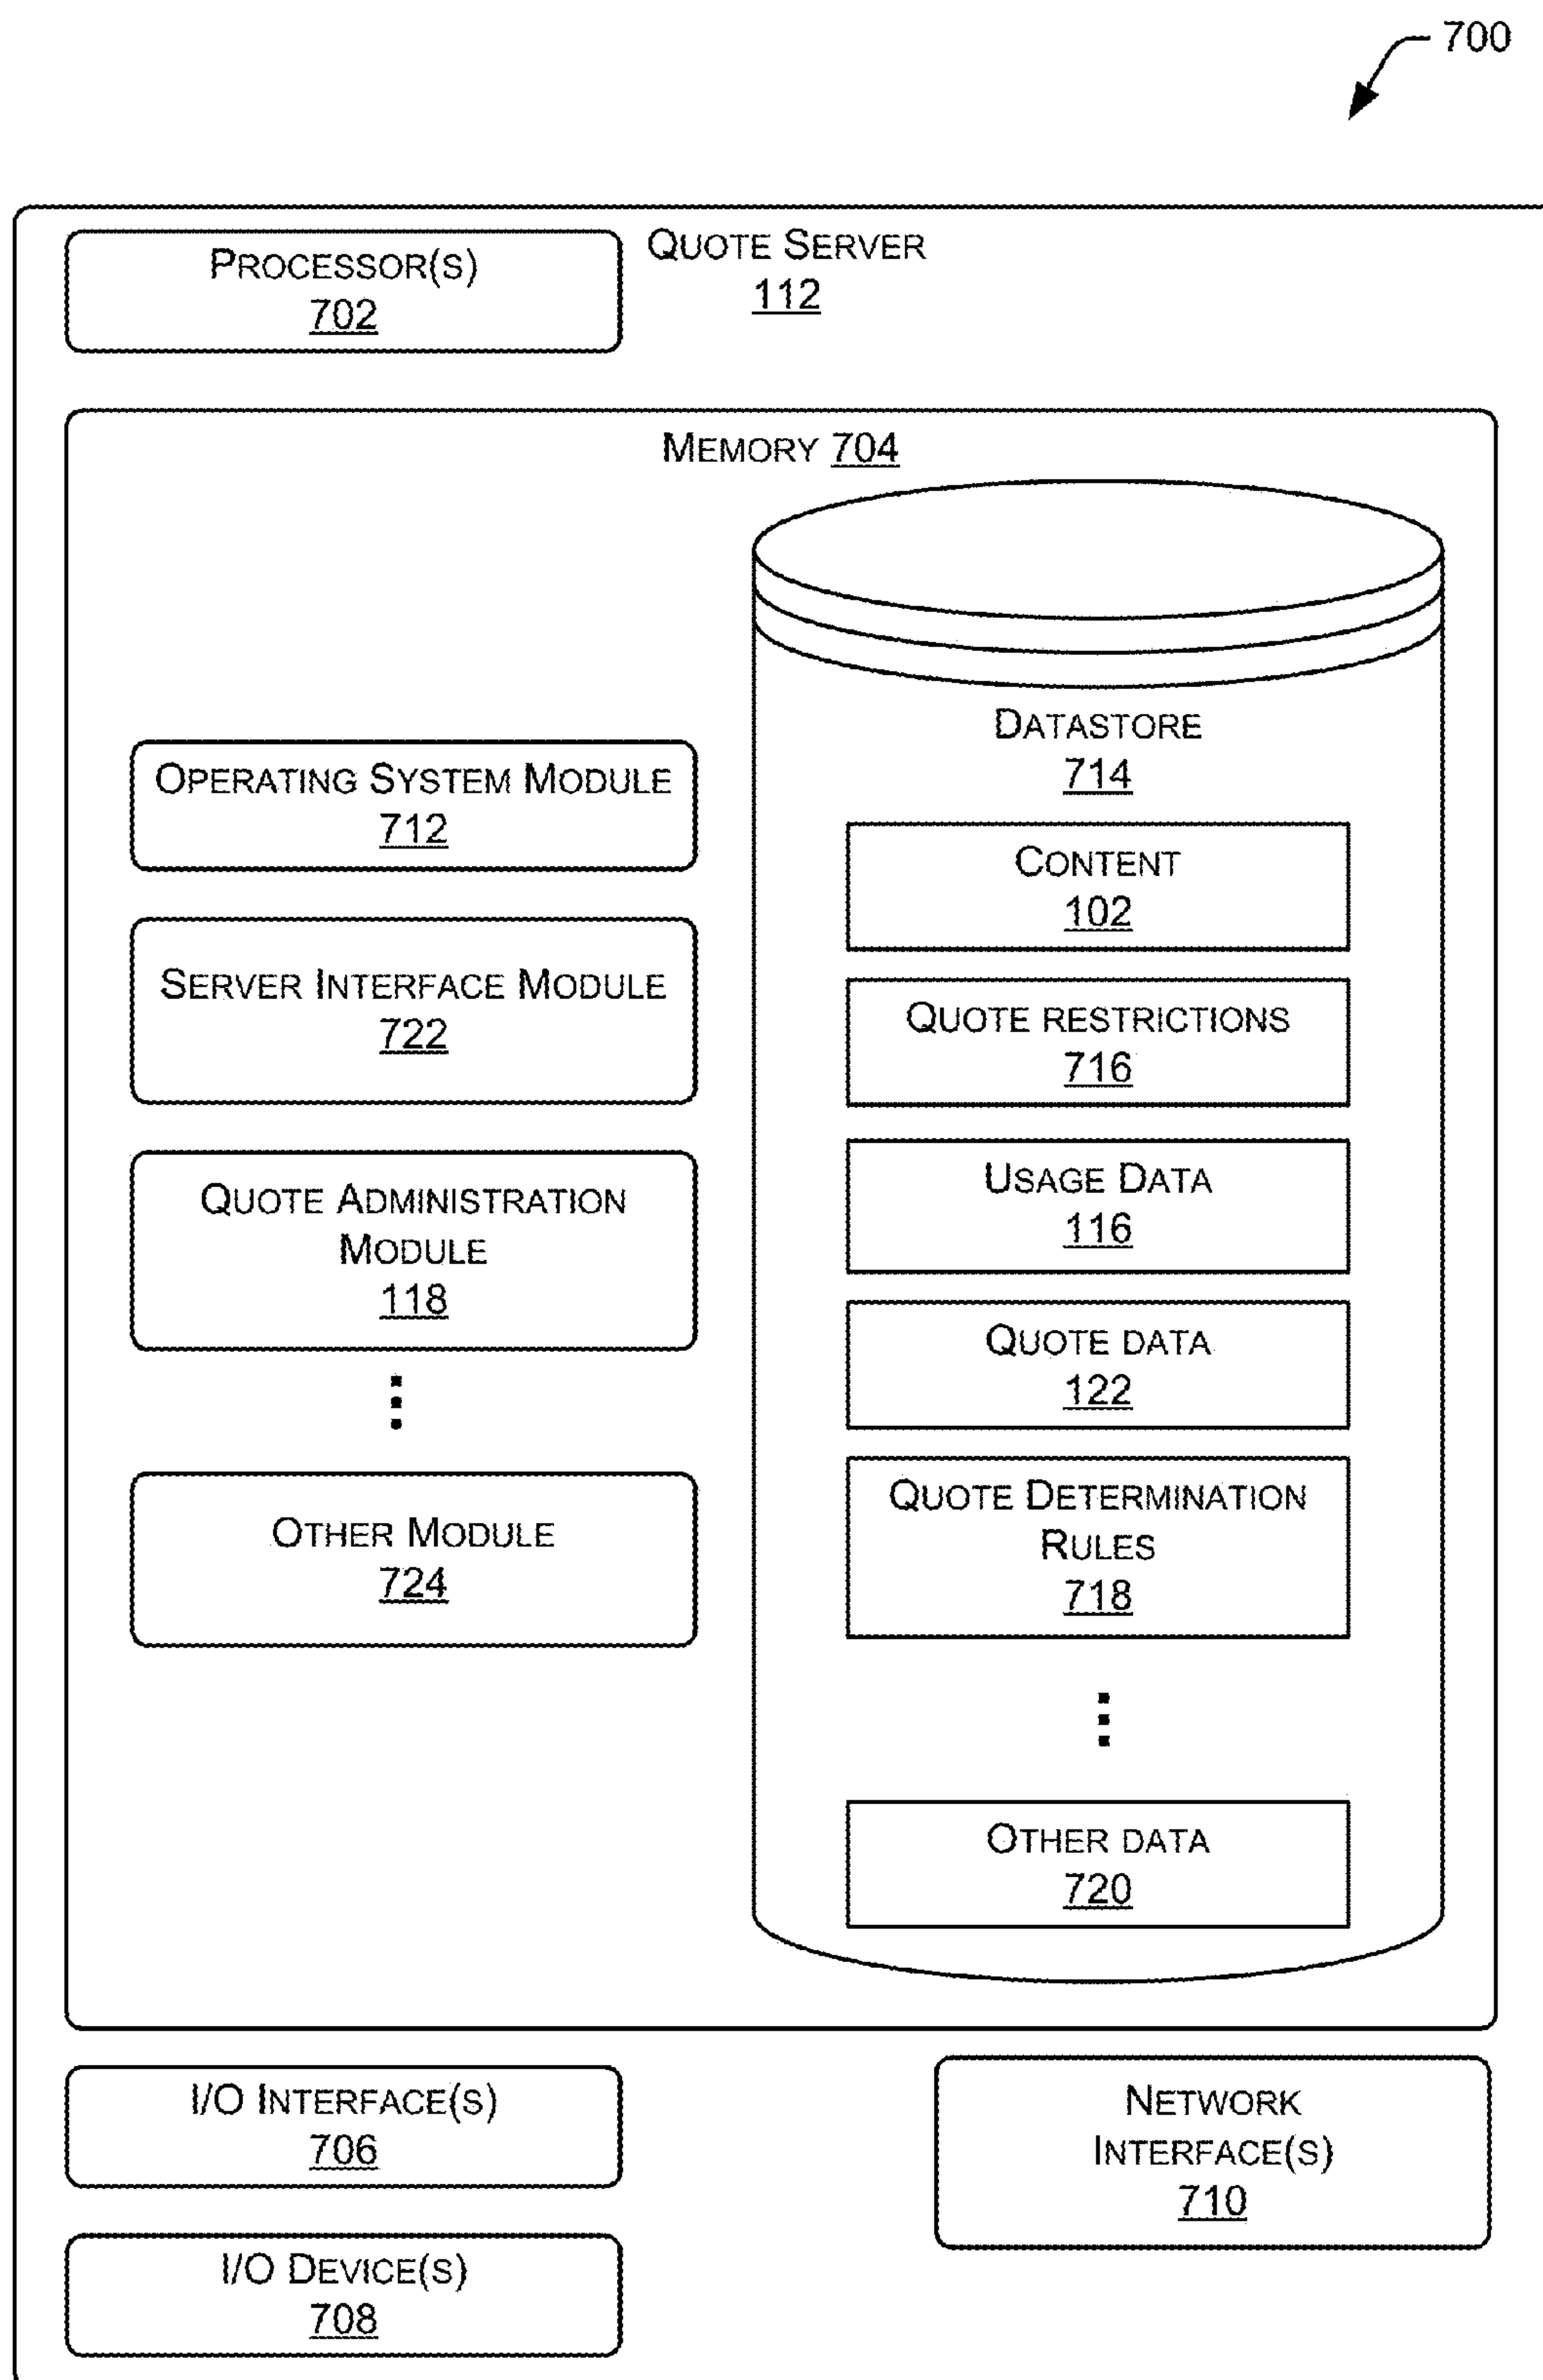 700
PROCESSOR(S)
702
QUOTE SERVER
112
MEMORY 704
OPERATING SYSTEM MODULE
712
SERVER INTERFACE MODULE
722
QUOTE ADMINISTRATION
MODULE
118
OTHER MODULE
724
DATASTORE
714
CONTENT
102
QUOTE RESTRICTIONS
716
USAGE DATA
116
QUOTE DATA
122
QUOTE DETERMINATION
RULES
718
OTHER DATA
720
I/O INTERFACE(S)
706
I/O DEVICE(S)
708
NETWORK
INTERFACE(S)
710